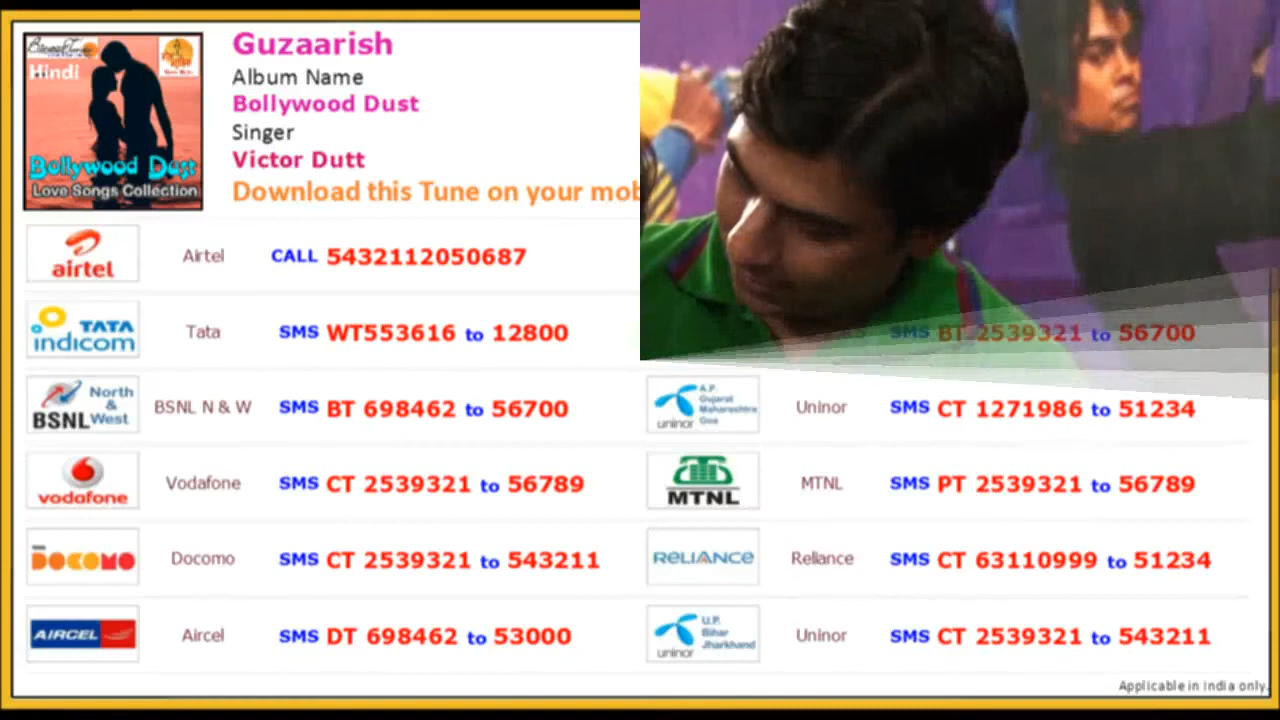 Hindi
Bollywood Dust
Love Songs Collection
Guzaarish
Album Name
Bollywood Dust
Singer
Victor Dutt
Download this Tune on your mob
airtel Airtel CALL 5432112050687
TATA indicom Tata SMS WT553616 to 12800
SMS BT 2539321 to 56700
BSNL North & West BSNL N & W SMS BT 698462 to 56700
uninor A.P. Gujarat Maharashtra Goa Uninor SMS CT 1271986 to 51234
vodafone Vodafone SMS CT 2539321 to 56789
MTNL MTNL SMS PT 2539321 to 56789
DOCOMO Docomo SMS CT 2539321 to 543211
RELIANCE Reliance SMS CT 63110999 to 51234
AIRCEL Aircel SMS DT 698462 to 53000
uninor U.P. Bihar Jharkhand Uninor SMS CT 2539321 to 543211
Applicable in India only.